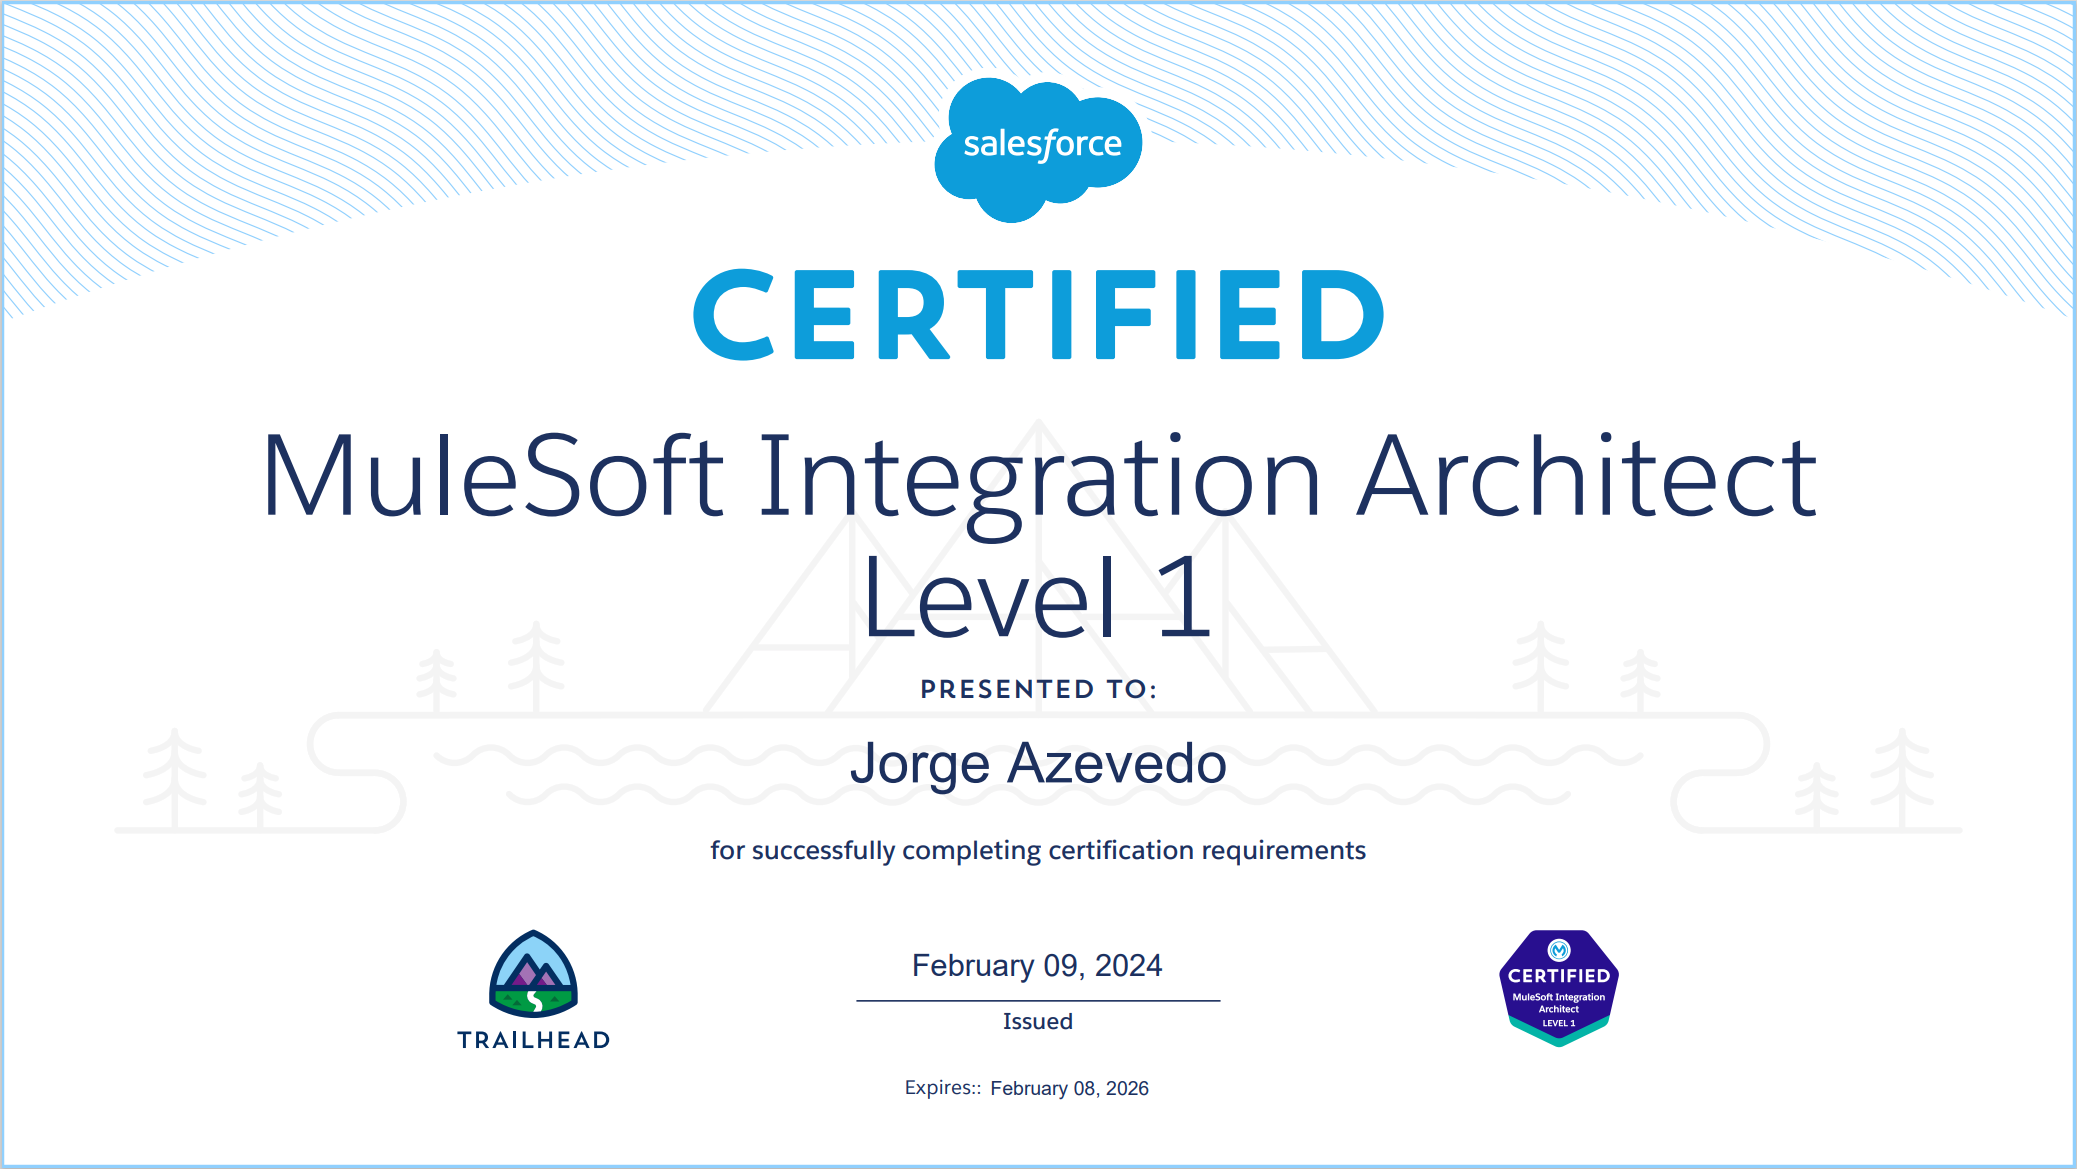 salesforce
CERTIFIED
MuleSoft Integration Architect
Level 1
PRESENTED TO:
Jorge Azevedo
for successfully completing certification requirements
TRAILHEAD
February 09, 2024
Issued
Expires:: February 08, 2026
CERTIFIED
MuleSoft Integration
Architect
LEVEL 1